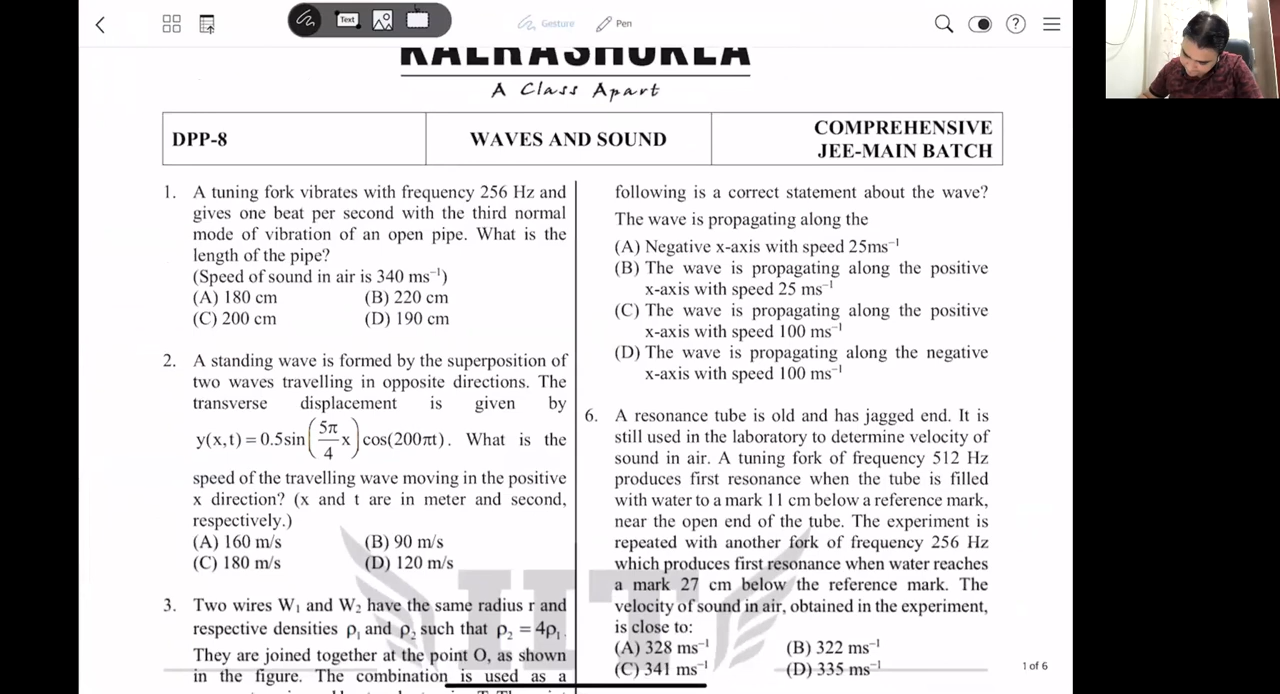 Text
Gesture
Pen
KALRASHUKLA
A Class Apart
DPP-8
WAVES AND SOUND
COMPREHENSIVE
JEE-MAIN BATCH
1. A tuning fork vibrates with frequency 256 Hz and
gives one beat per second with the third normal
mode of vibration of an open pipe. What is the
length of the pipe?
(Speed of sound in air is 340 ms⁻¹)
(A) 180 cm (B) 220 cm
(C) 200 cm (D) 190 cm
2. A standing wave is formed by the superposition of
two waves travelling in opposite directions. The
transverse displacement is given by
y(x,t) = 0.5sin(5π/4 x)cos(200πt). What is the
speed of the travelling wave moving in the positive
x direction? (x and t are in meter and second,
respectively.)
(A) 160 m/s (B) 90 m/s
(C) 180 m/s (D) 120 m/s
3. Two wires W₁ and W₂ have the same radius r and
respective densities ρ₁ and ρ₂ such that ρ₂ = 4ρ₁.
They are joined together at the point O, as shown
in the figure. The combination is used as a
following is a correct statement about the wave?
The wave is propagating along the
(A) Negative x-axis with speed 25ms⁻¹
(B) The wave is propagating along the positive
x-axis with speed 25 ms⁻¹
(C) The wave is propagating along the positive
x-axis with speed 100 ms⁻¹
(D) The wave is propagating along the negative
x-axis with speed 100 ms⁻¹
6. A resonance tube is old and has jagged end. It is
still used in the laboratory to determine velocity of
sound in air. A tuning fork of frequency 512 Hz
produces first resonance when the tube is filled
with water to a mark 11 cm below a reference mark,
near the open end of the tube. The experiment is
repeated with another fork of frequency 256 Hz
which produces first resonance when water reaches
a mark 27 cm below the reference mark. The
velocity of sound in air, obtained in the experiment,
is close to:
(A) 328 ms⁻¹ (B) 322 ms⁻¹
(C) 341 ms⁻¹ (D) 335 ms⁻¹
1 of 6